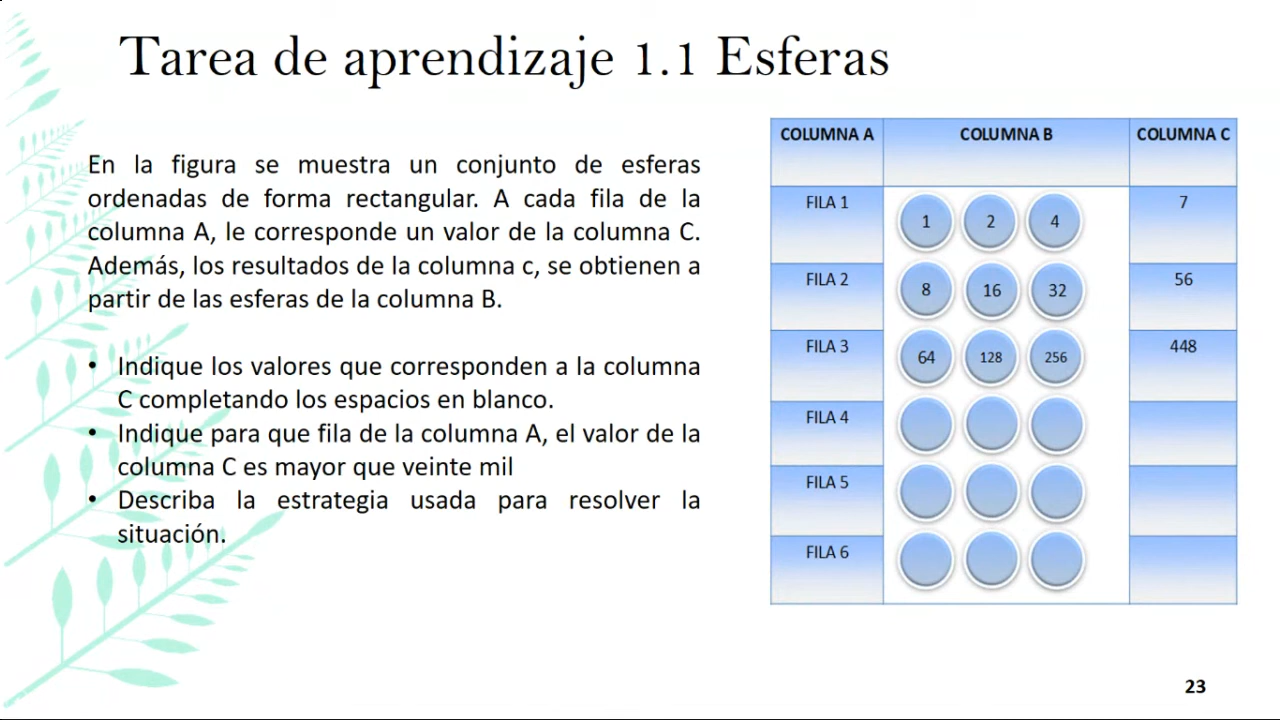 Tarea de aprendizaje 1.1 Esferas
En la figura se muestra un conjunto de esferas
ordenadas de forma rectangular. A cada fila de la
columna A, le corresponde un valor de la columna C.
Además, los resultados de la columna c, se obtienen a
partir de las esferas de la columna B.
• Indique los valores que corresponden a la columna
C completando los espacios en blanco.
• Indique para que fila de la columna A, el valor de la
columna C es mayor que veinte mil
• Describa la estrategia usada para resolver la
situación.
COLUMNA A COLUMNA B COLUMNA C
FILA 1 1 2 4 7
FILA 2 8 16 32 56
FILA 3 64 128 256 448
FILA 4
FILA 5
FILA 6
23